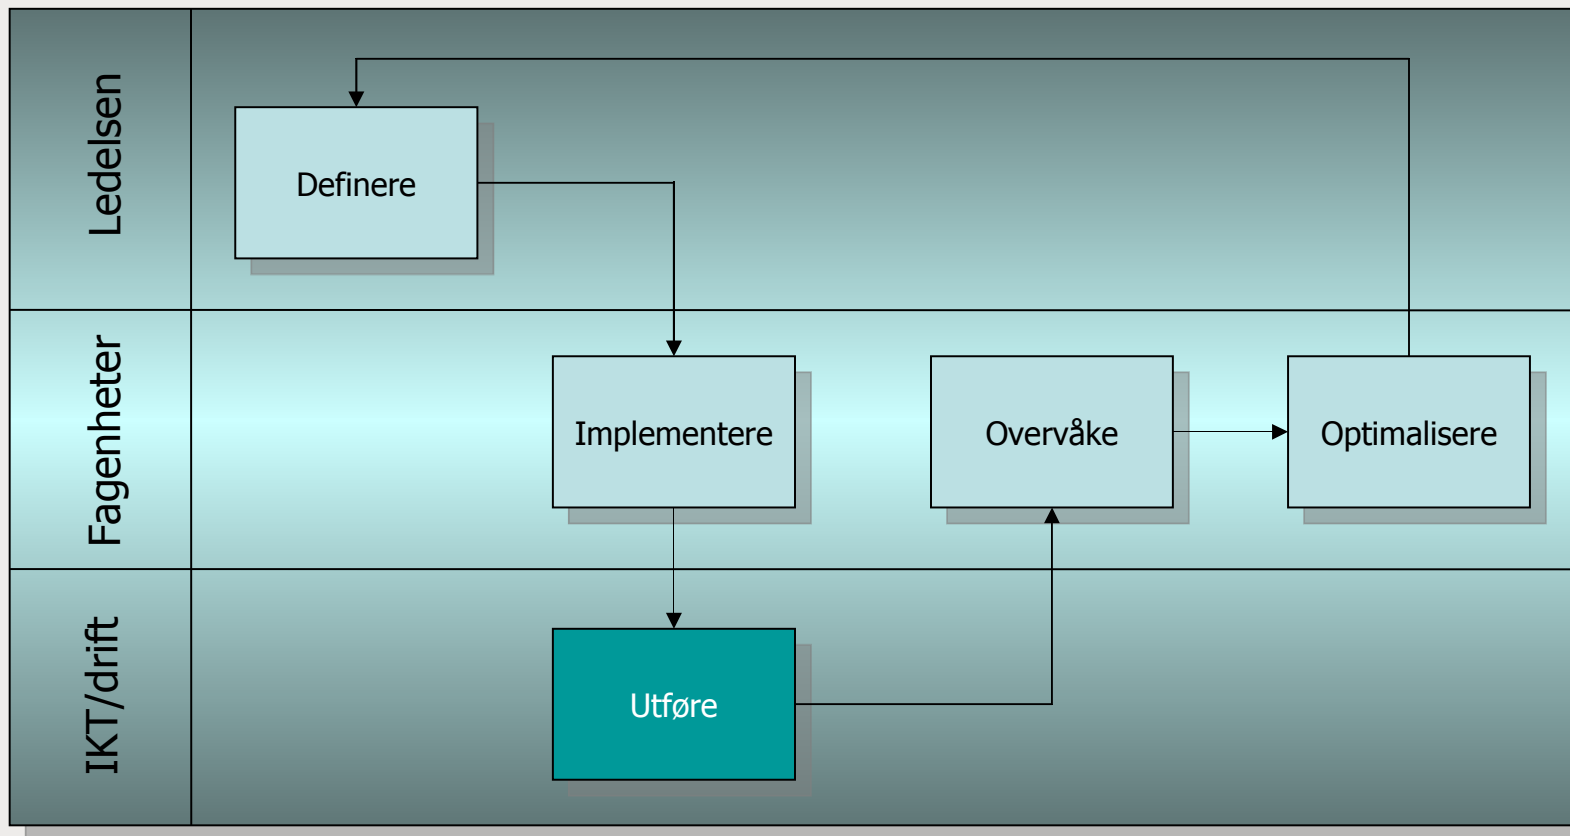 Ledelsen
Definere
Fagenheter
Implementere
Overvåke
Optimalisere
IKT/drift
Utføre